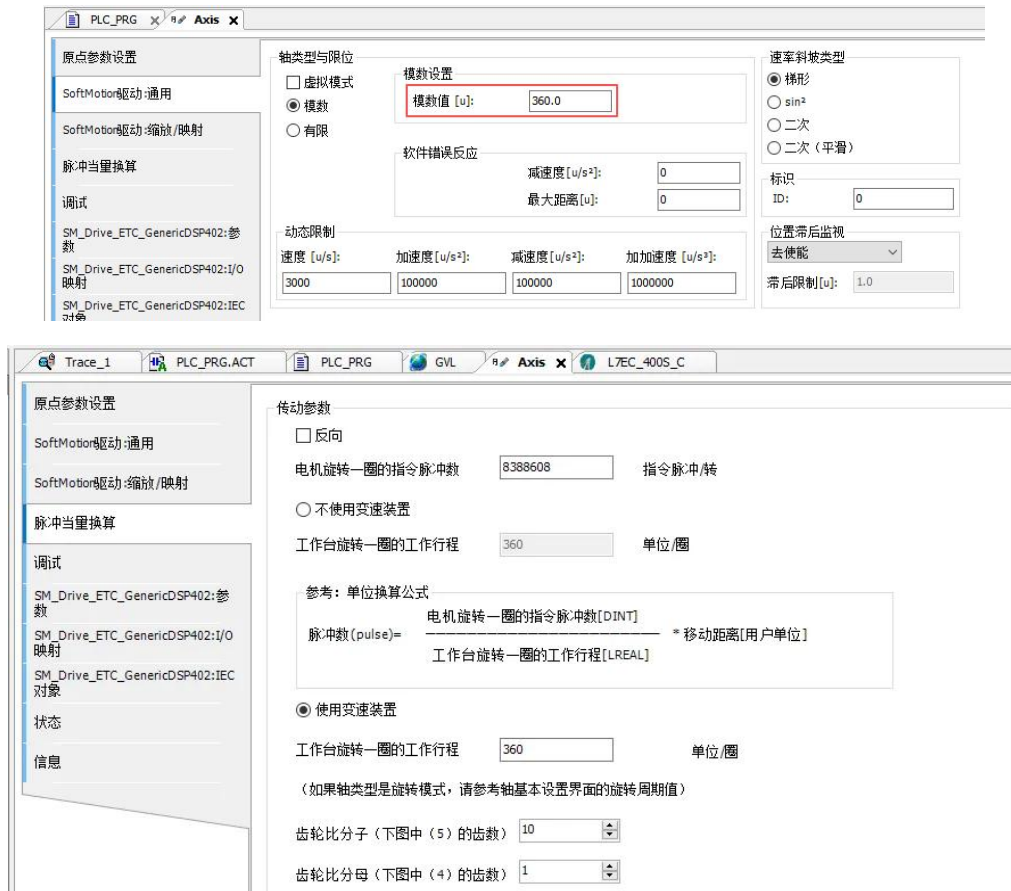 PLC_PRG
Axis
原点参数设置
SoftMotion驱动:通用
SoftMotion驱动:缩放/映射
脉冲当量换算
调试
SM_Drive_ETC_GenericDSP402:参
数
SM_Drive_ETC_GenericDSP402:I/O
映射
SM_Drive_ETC_GenericDSP402:IEC
对象
轴类型与限位
虚拟模式
模数
有限
模数设置
模数值 [u]: 360.0
软件错误反应
减速度[u/s²]: 0
最大距离[u]: 0
动态限制
速度 [u/s]: 加速度[u/s²]: 减速度[u/s²]: 加加速度 [u/s³]:
3000 100000 100000 1000000
速率斜坡类型
梯形
sin²
二次
二次（平滑）
标识
ID: 0
位置滞后监视
去使能
滞后限制[u]: 1.0
Trace_1 PLC_PRG.ACT PLC_PRG GVL Axis L7EC_400S_C
原点参数设置
SoftMotion驱动:通用
SoftMotion驱动:缩放/映射
脉冲当量换算
调试
SM_Drive_ETC_GenericDSP402:参
数
SM_Drive_ETC_GenericDSP402:I/O
映射
SM_Drive_ETC_GenericDSP402:IEC
对象
状态
信息
传动参数
反向
电机旋转一圈的指令脉冲数 8388608 指令脉冲/转
不使用变速装置
工作台旋转一圈的工作行程 360 单位/圈
参考: 单位换算公式
电机旋转一圈的指令脉冲数[DINT]
脉冲数(pulse)= * 移动距离[用户单位]
工作台旋转一圈的工作行程[LREAL]
使用变速装置
工作台旋转一圈的工作行程 360 单位/圈
（如果轴类型是旋转模式，请参考轴基本设置界面的旋转周期值）
齿轮比分子（下图中（5）的齿数） 10
齿轮比分母（下图中（4）的齿数） 1